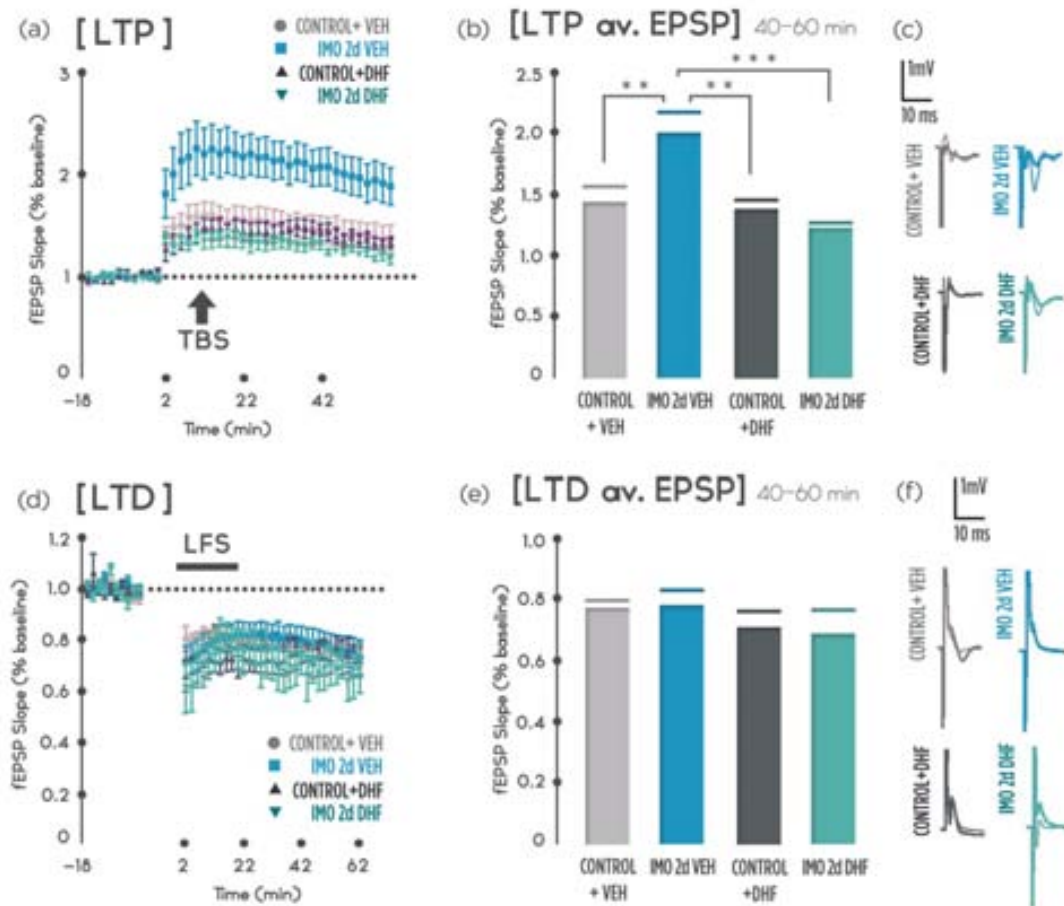 (a) [LTP]
CONTROL+ VEH
IMO 2d VEH
CONTROL+DHF
IMO 2d DHF
3
2
1
0
fEPSP Slope (% baseline)
TBS
−18
2
22
42
Time (min)
(b) [LTP av. EPSP] 40–60 min
* *
* * *
* *
2.5
2.0
1.5
1.0
0.5
0
fEPSP Slope (% baseline)
CONTROL
+ VEH
IMO 2d VEH
CONTROL
+DHF
IMO 2d DHF
(c)
1mV
10 ms
CONTROL+ VEH
IMO 2d VEH
CONTROL+DHF
IMO 2d DHF
(d) [LTD]
1.2
1.0
0.8
0.6
0.4
0.2
0
fEPSP Slope (% baseline)
LFS
CONTROL+ VEH
IMO 2d VEH
CONTROL+DHF
IMO 2d DHF
−18
2
22
42
62
Time (min)
(e) [LTD av. EPSP] 40–60 min
1.0
0.8
0.6
0.4
0.2
0
fEPSP Slope (% baseline)
CONTROL
+ VEH
IMO 2d VEH
CONTROL
+DHF
IMO 2d DHF
(f)
1mV
10 ms
CONTROL+ VEH
IMO 2d VEH
CONTROL+DHF
IMO 2d DHF